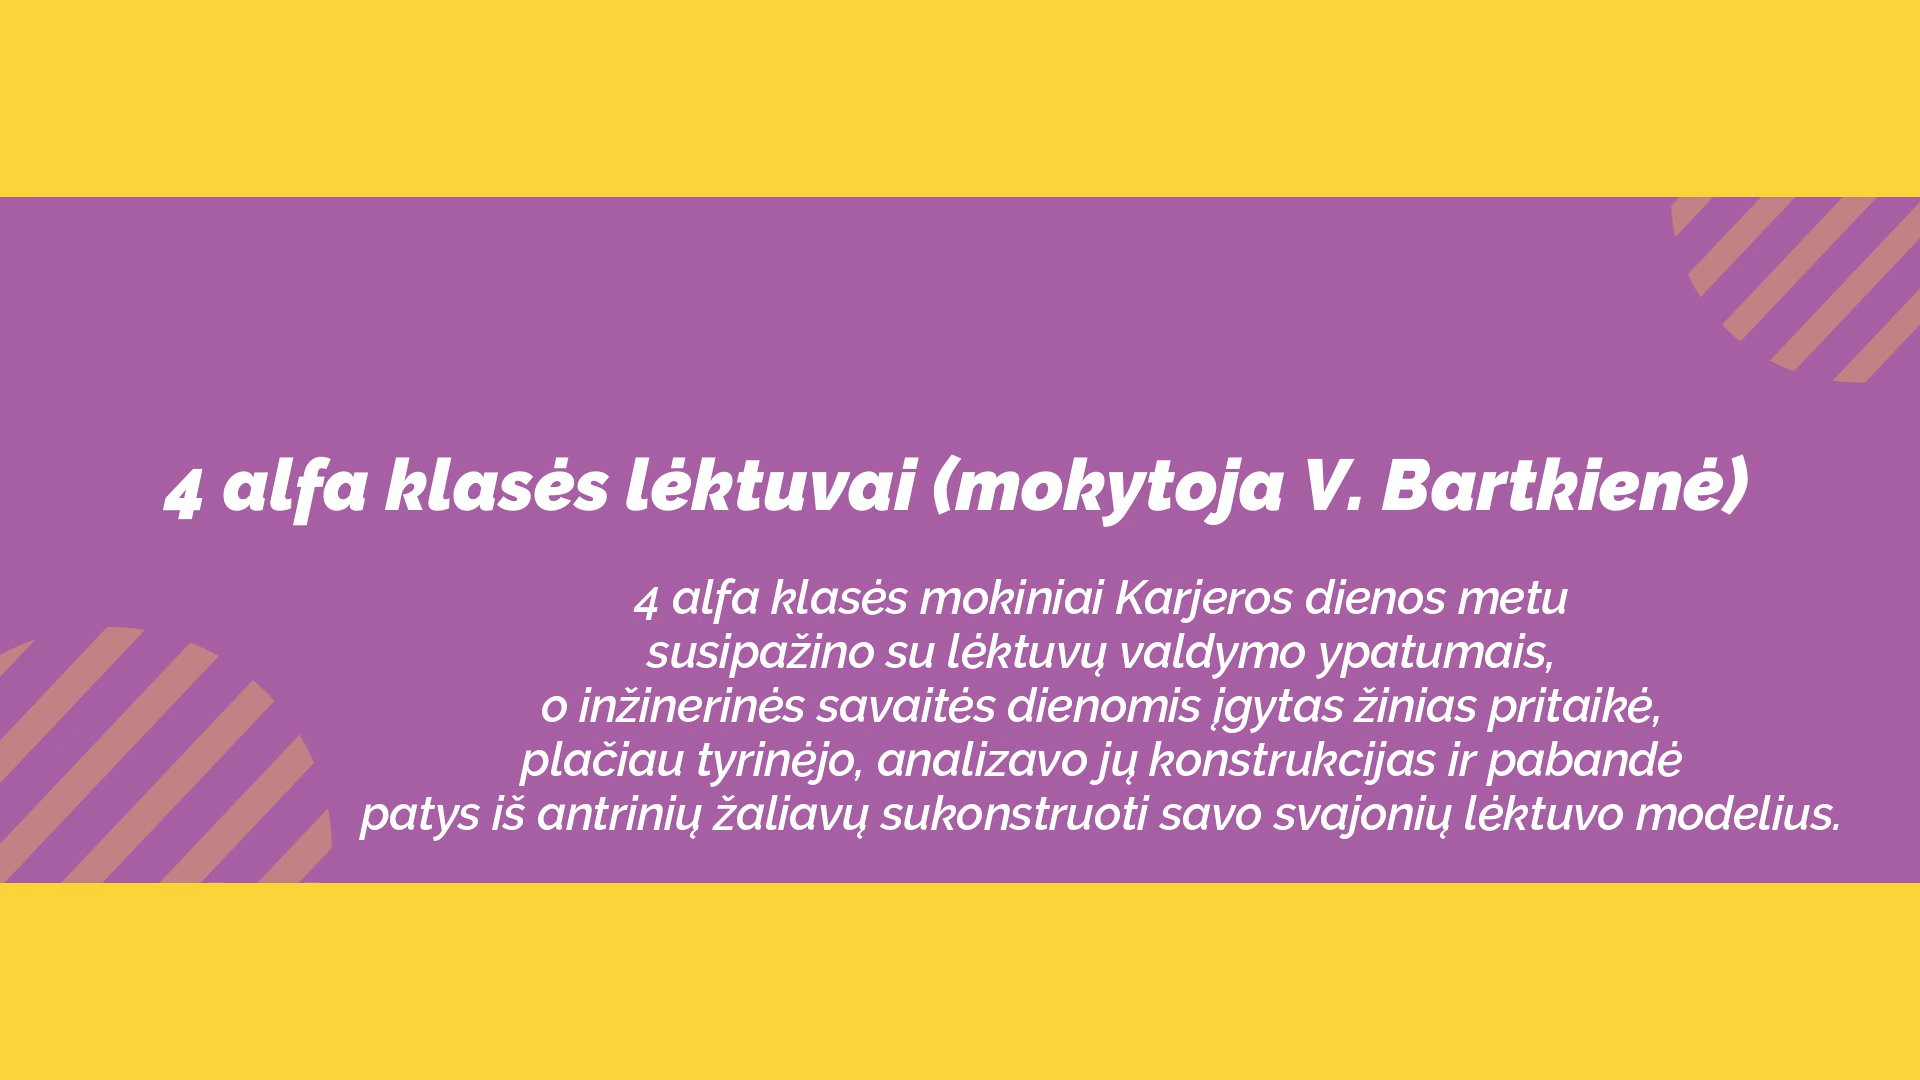 4 alfa klasės lėktuvai (mokytoja V. Bartkienė)
4 alfa klasės mokiniai Karjeros dienos metu
susipažino su lėktuvų valdymo ypatumais,
o inžinerinės savaitės dienomis įgytas žinias pritaikė,
plačiau tyrinėjo, analizavo jų konstrukcijas ir pabandė
patys iš antrinių žaliavų sukonstruoti savo svajonių lėktuvo modelius.